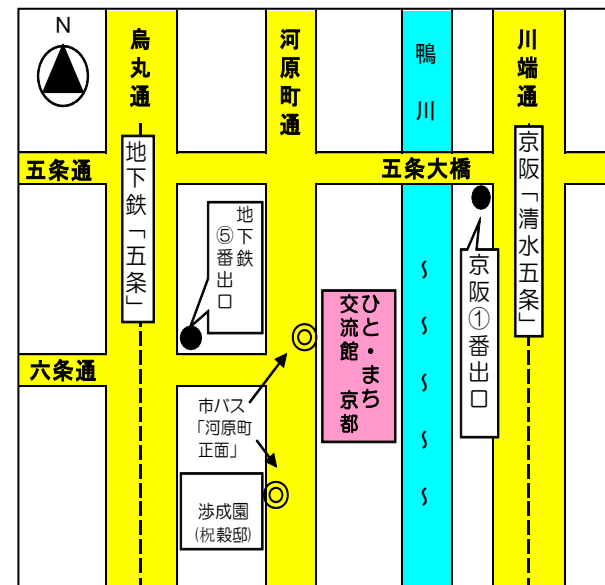 N
烏丸通
河原町通
鴨川
川端通
五条通
五条大橋
地下鉄「五条」
京阪「清水五条」
地下鉄
⑤番出口
京阪①番出口
ひと・まち
交流館 京都
六条通
市バス
「河原町
正面」
渉成園
(枳穀邸)